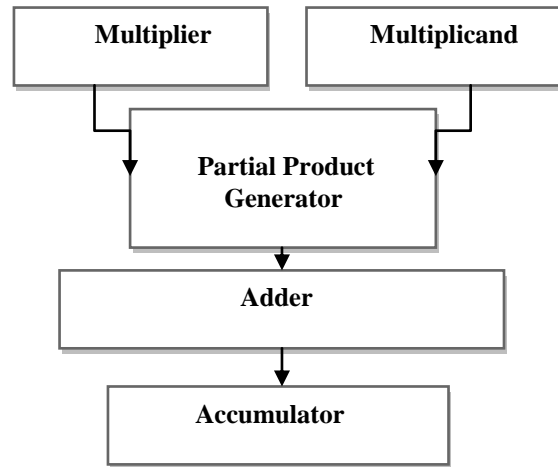 Multiplier
Multiplicand
Partial Product
Generator
Adder
Accumulator